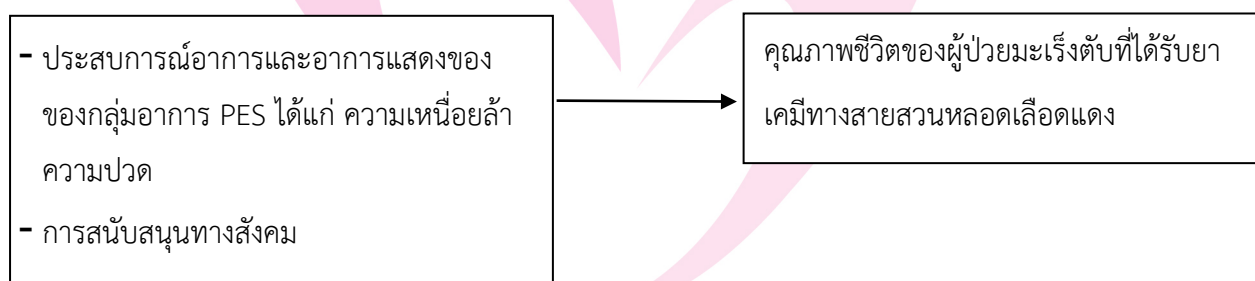 - ประสบการณ์อาการและอาการแสดงของ
ของกลุ่มอาการ PES ได้แก่ ความเหนื่อยล้า
ความปวด
- การสนับสนุนทางสังคม
คุณภาพชีวิตของผู้ป่วยมะเร็งตับที่ได้รับยา
เคมีทางสายสวนหลอดเลือดแดง